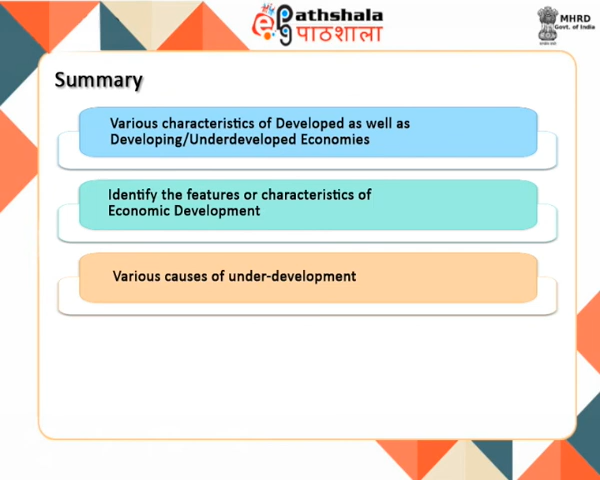 ePathshala
पाठशाला
MHRD
Govt. of India
Summary
Various characteristics of Developed as well as
Developing/Underdeveloped Economies
Identify the features or characteristics of
Economic Development
Various causes of under-development